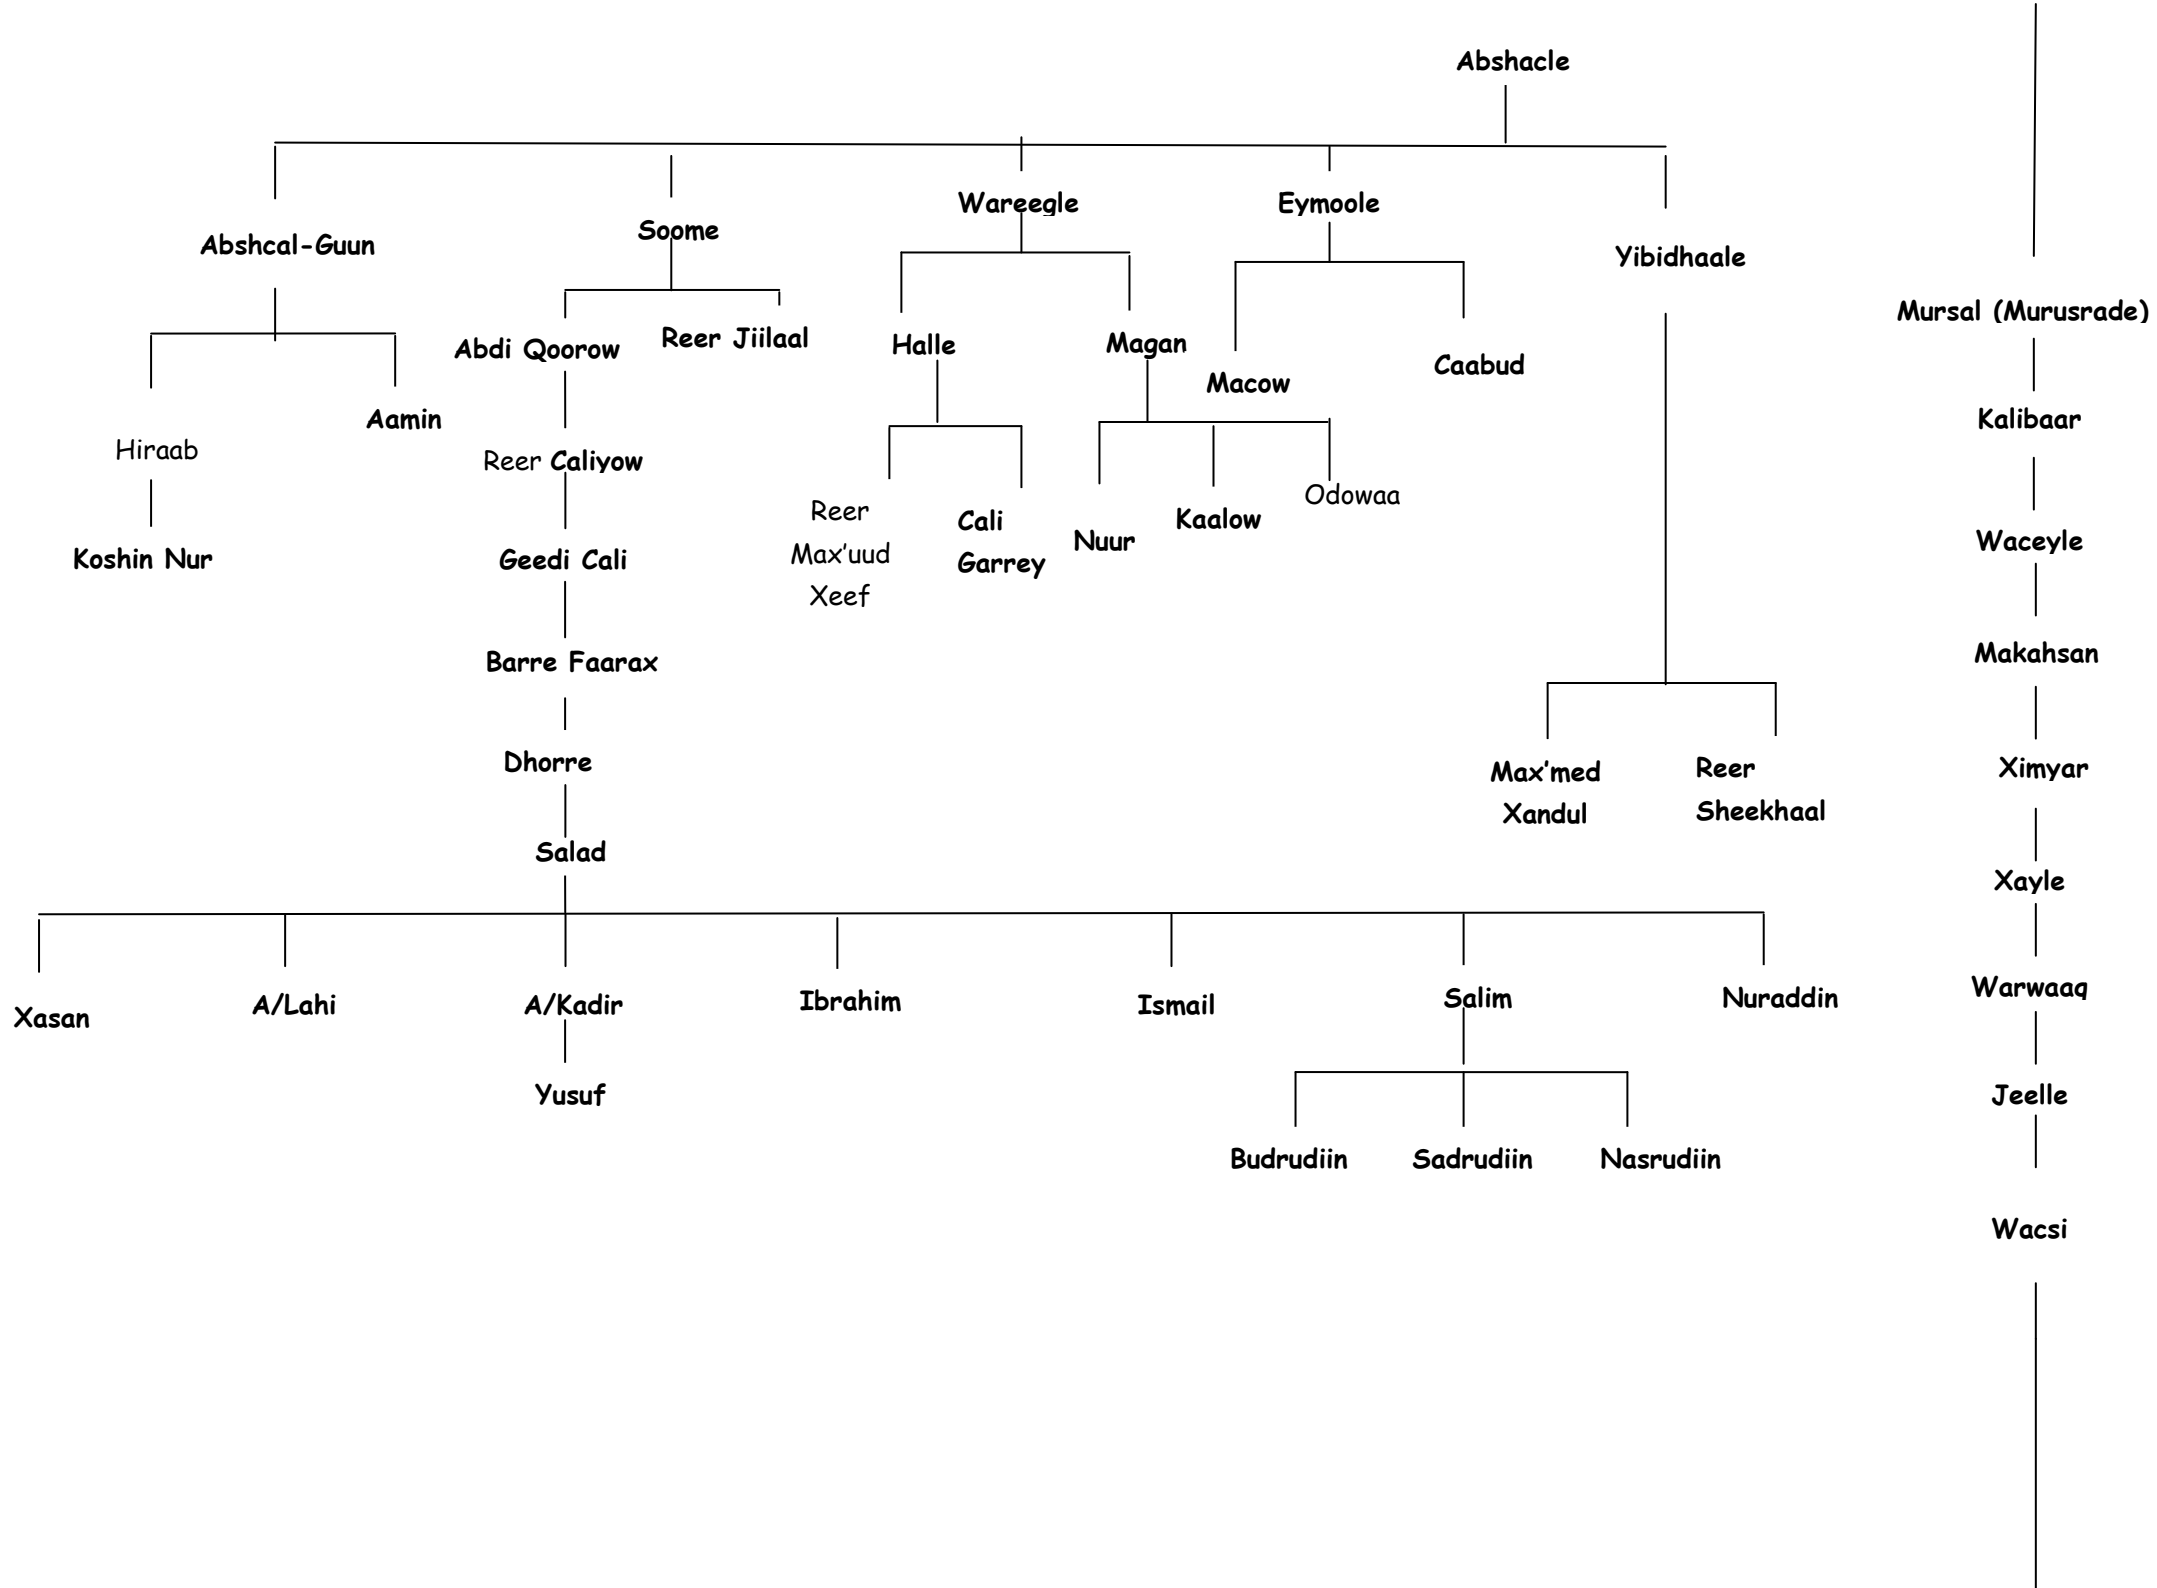 Abshacle
Wareegle
Eymoole
Soome
Abshcal-Guun
Yibidhaale
Mursal (Murusrade)
Reer Jiilaal
Abdi Qoorow
Halle
Magan
Macow
Caabud
Aamin
Kalibaar
Hiraab
Reer Caliyow
Odowaa
Reer
Max'uud
Xeef
Cali
Garrey
Kaalow
Nuur
Waceyle
Koshin Nur
Geedi Cali
Makahsan
Barre Faarax
Dhorre
Max'med
Xandul
Reer
Sheekhaal
Ximyar
Salad
Xayle
Warwaaq
Xasan
A/Lahi
A/Kadir
Ibrahim
Ismail
Salim
Nuraddin
Yusuf
Jeelle
Budrudiin
Sadrudiin
Nasrudiin
Wacsi